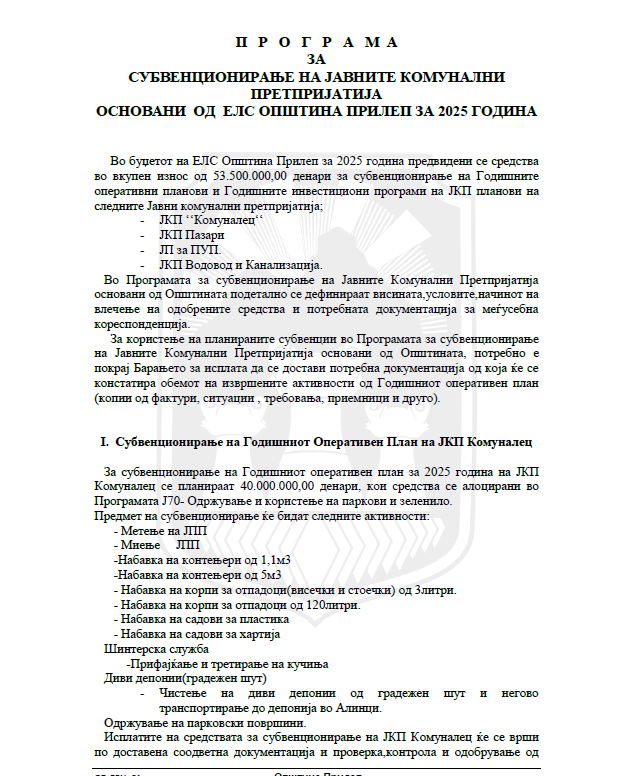 П Р О Г Р А М А
ЗА
СУБВЕНЦИОНИРАЊЕ НА ЈАВНИТЕ КОМУНАЛНИ
ПРЕТПРИЈАТИЈА
ОСНОВАНИ ОД ЕЛС ОПШТИНА ПРИЛЕП ЗА 2025 ГОДИНА
Во буџетот на ЕЛС Општина Прилеп за 2025 година предвидени се средства
во вкупен износ од 53.500.000,00 денари за субвенционирање на Годишните
оперативни планови и Годишните инвестициони програми на ЈКП планови на
следните Јавни комунални претпријатија;
- ЈКП ‘‘Комуналец‘‘
- ЈКП Пазари
- ЈП за ПУП.
- ЈКП Водовод и Канализација.
Во Програмата за субвенционирање на Јавните Комунални Претпријатија
основани од Општината подетално се дефинираат висината,условите,начинот на
влечење на одобрените средства и потребната документација за меѓусебна
кореспонденција.
За користење на планираните субвенции во Програмата за субвенционирање
на Јавните Комунални Претпријатија основани од Општината, потребно е
покрај Барањето за исплата да се достави потребна документација од која ќе се
констатира обемот на извршените активности од Годишниот оперативен план
(копии од фактури, ситуации , требовања, приемници и друго).
I. Субвенционирање на Годишниот Оперативен План на ЈКП Комуналец
За субвенционирање на Годишниот оперативен план за 2025 година на ЈКП
Комуналец се планираат 40.000.000,00 денари, кои средства се алоцирани во
Програмата Ј70- Одржување и користење на паркови и зеленило.
Предмет на субвенционирање ќе бидат следните активности:
- Метење на ЈПП
- Миење ЈПП
-Набавка на контењери од 1,1м3
-Набавка на контењери од 5м3
- Набавка на корпи за отпадоци(висечки и стоечки) од 3литри.
- Набавка на корпи за отпадоци од 120литри.
- Набавка на садови за пластика
- Набавка на садови за хартија
Шинтерска служба
-Прифаќање и третирање на кучиња
Диви депонии(градежен шут)
- Чистење на диви депонии од градежен шут и негово
транспортирање до депонија во Алинци.
Одржување на парковски површини.
Исплатите на средствата за субвенционирање на ЈКП Комуналец ќе се врши
по доставена соодветна документација и проверка,контрола и одобрување од